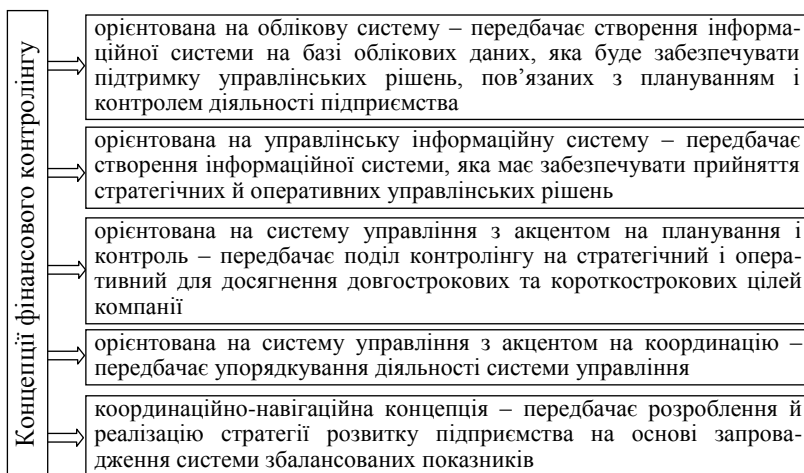 Концепції фінансового контролінгу
орієнтована на облікову систему – передбачає створення інформа-
ційної системи на базі облікових даних, яка буде забезпечувати
підтримку управлінських рішень, пов’язаних з плануванням і
контролем діяльності підприємства
орієнтована на управлінську інформаційну систему – передбачає
створення інформаційної системи, яка має забезпечувати прийняття
стратегічних й оперативних управлінських рішень
орієнтована на систему управління з акцентом на планування і
контроль – передбачає поділ контролінгу на стратегічний і опера-
тивний для досягнення довгострокових та короткострокових цілей
компанії
орієнтована на систему управління з акцентом на координацію –
передбачає упорядкування діяльності системи управління
координаційно-навігаційна концепція – передбачає розроблення й
реалізацію стратегії розвитку підприємства на основі запрова-
дження системи збалансованих показників